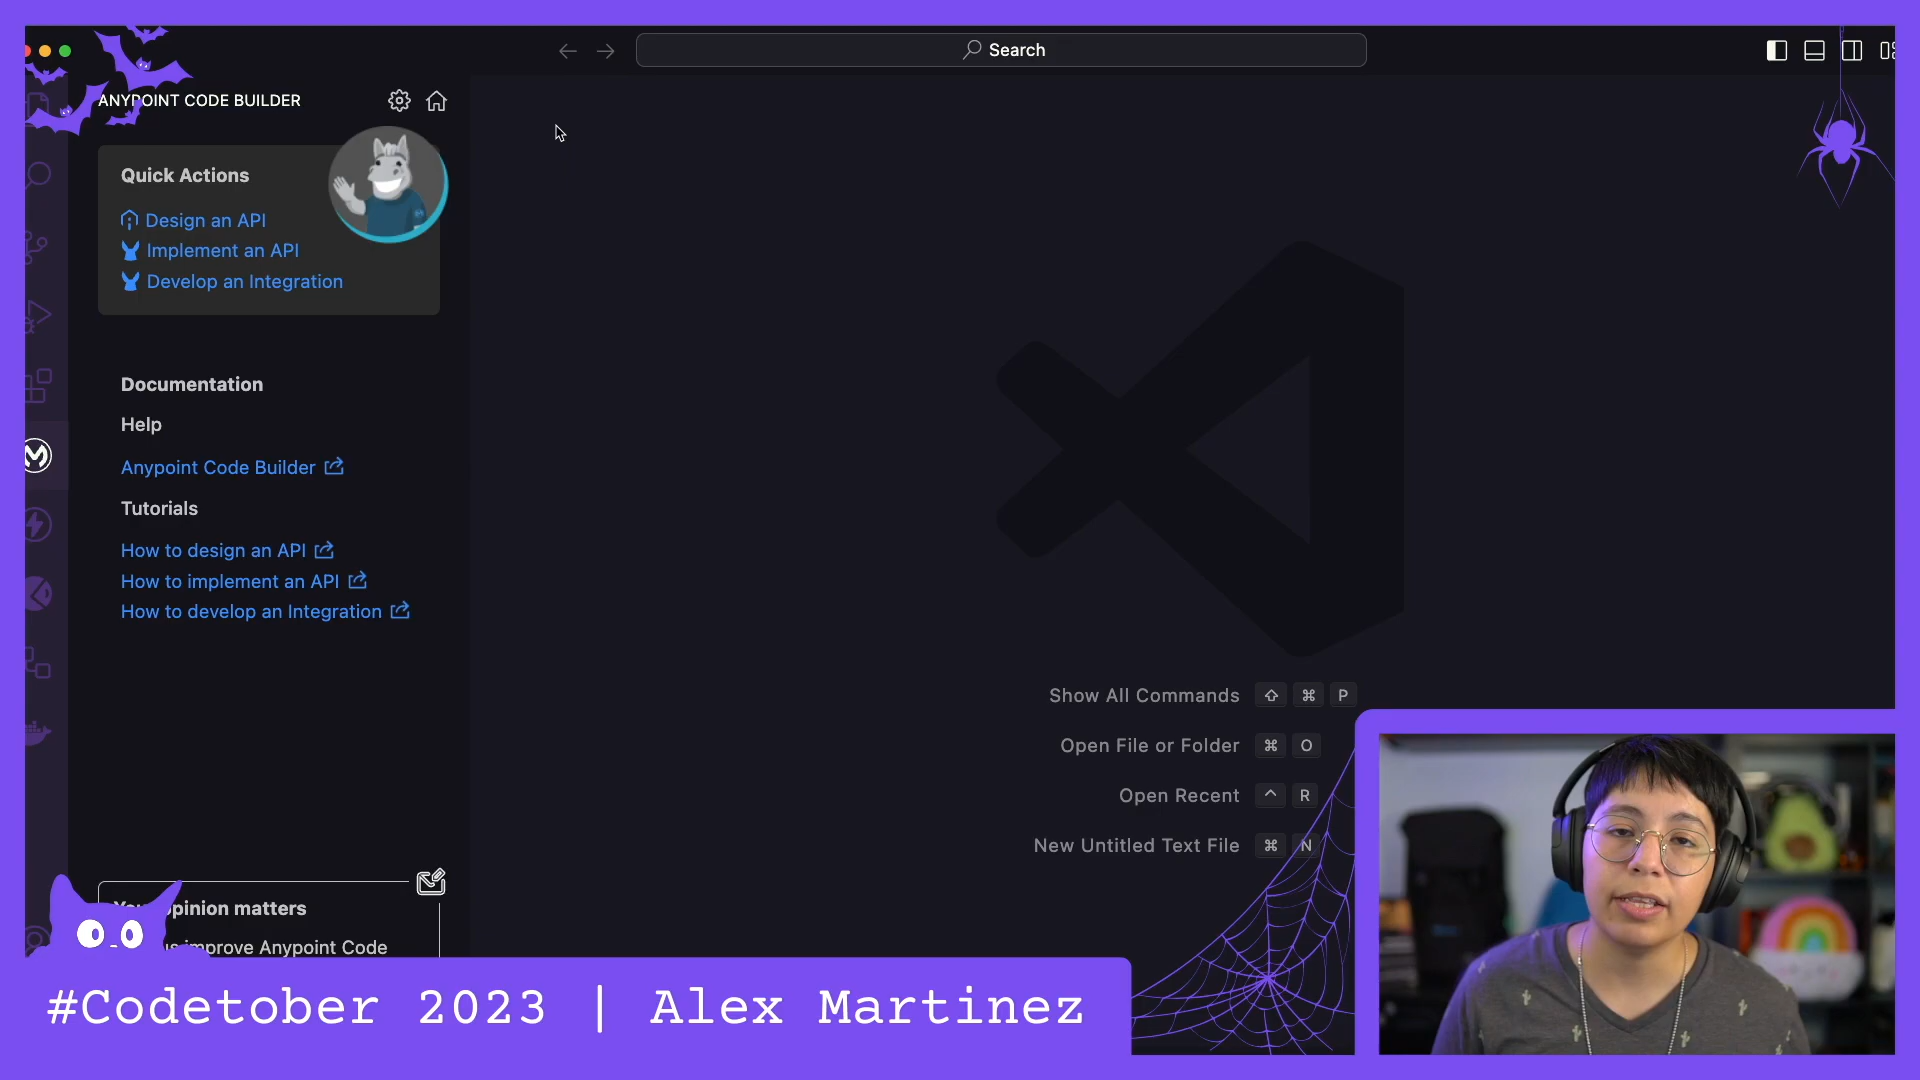 Search
ANYPOINT CODE BUILDER
Quick Actions
Design an API
Implement an API
Develop an Integration
Documentation
Help
Anypoint Code Builder
Tutorials
How to design an API
How to implement an API
How to develop an Integration
Show All Commands ⇧ ⌘ P
Open File or Folder ⌘ O
Open Recent ^ R
New Untitled Text File ⌘ N
opinion matters
improve Anypoint Code
#Codetober 2023 | Alex Martinez